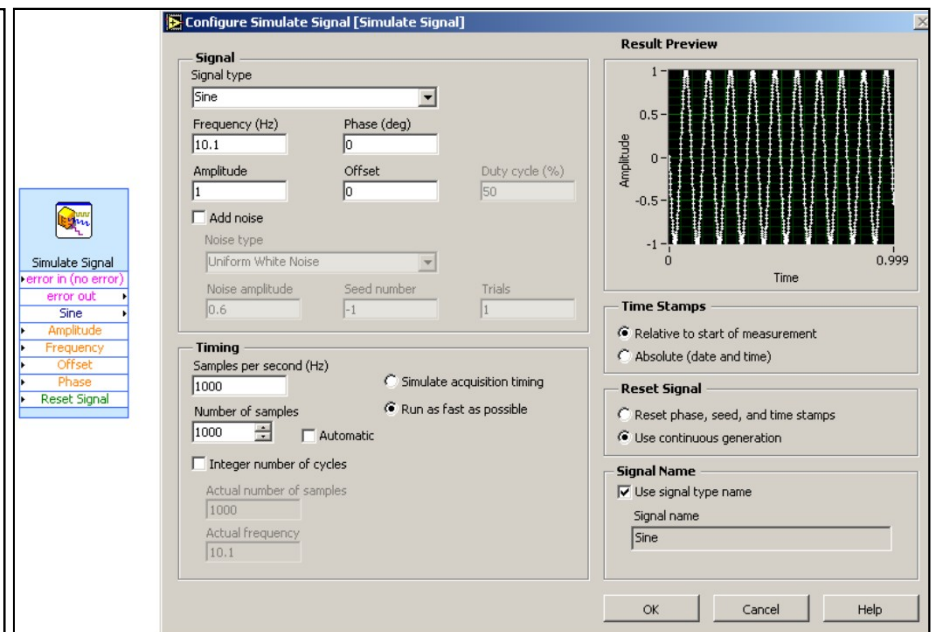 Simulate Signal
error in (no error)
error out
Sine
Amplitude
Frequency
Offset
Phase
Reset Signal
Configure Simulate Signal [Simulate Signal]
Signal
Signal type
Sine
Frequency (Hz)
Phase (deg)
10.1
0
Amplitude
Offset
Duty cycle (%)
1
0
50
Add noise
Noise type
Uniform White Noise
Noise amplitude
Seed number
Trials
0.6
-1
1
Timing
Samples per second (Hz)
1000
Simulate acquisition timing
Run as fast as possible
Number of samples
1000
Automatic
Integer number of cycles
Actual number of samples
1000
Actual frequency
10.1
Result Preview
Amplitude
1
0.5
0
-0.5
-1
0
0.999
Time
Time Stamps
Relative to start of measurement
Absolute (date and time)
Reset Signal
Reset phase, seed, and time stamps
Use continuous generation
Signal Name
Use signal type name
Signal name
Sine
OK
Cancel
Help